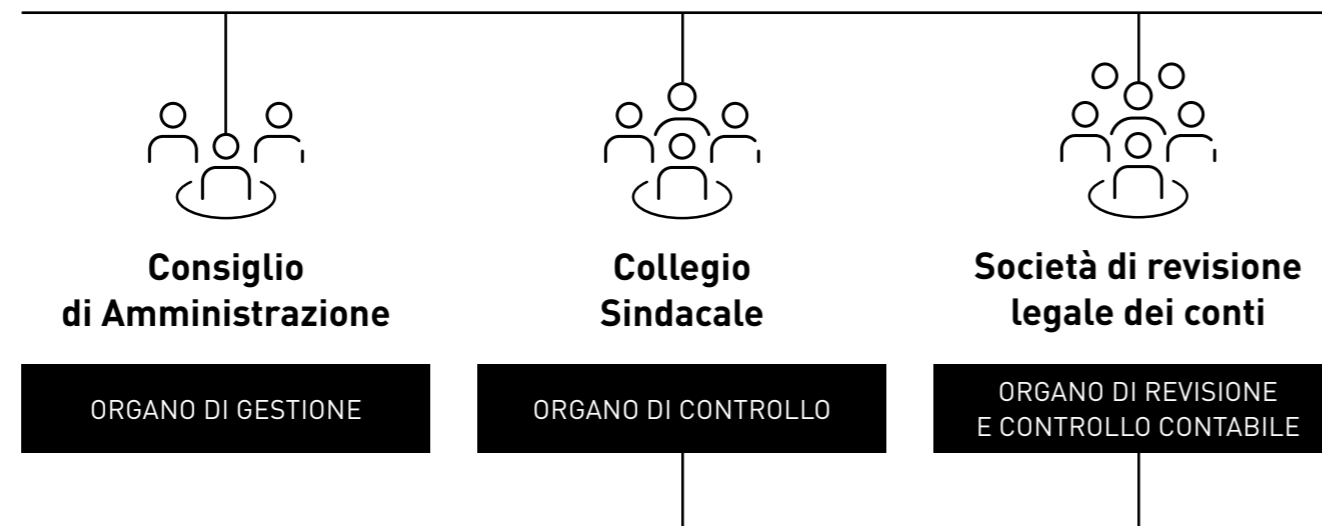 Consiglio
di Amministrazione
ORGANO DI GESTIONE
Collegio
Sindacale
ORGANO DI CONTROLLO
Società di revisione
legale dei conti
ORGANO DI REVISIONE
E CONTROLLO CONTABILE